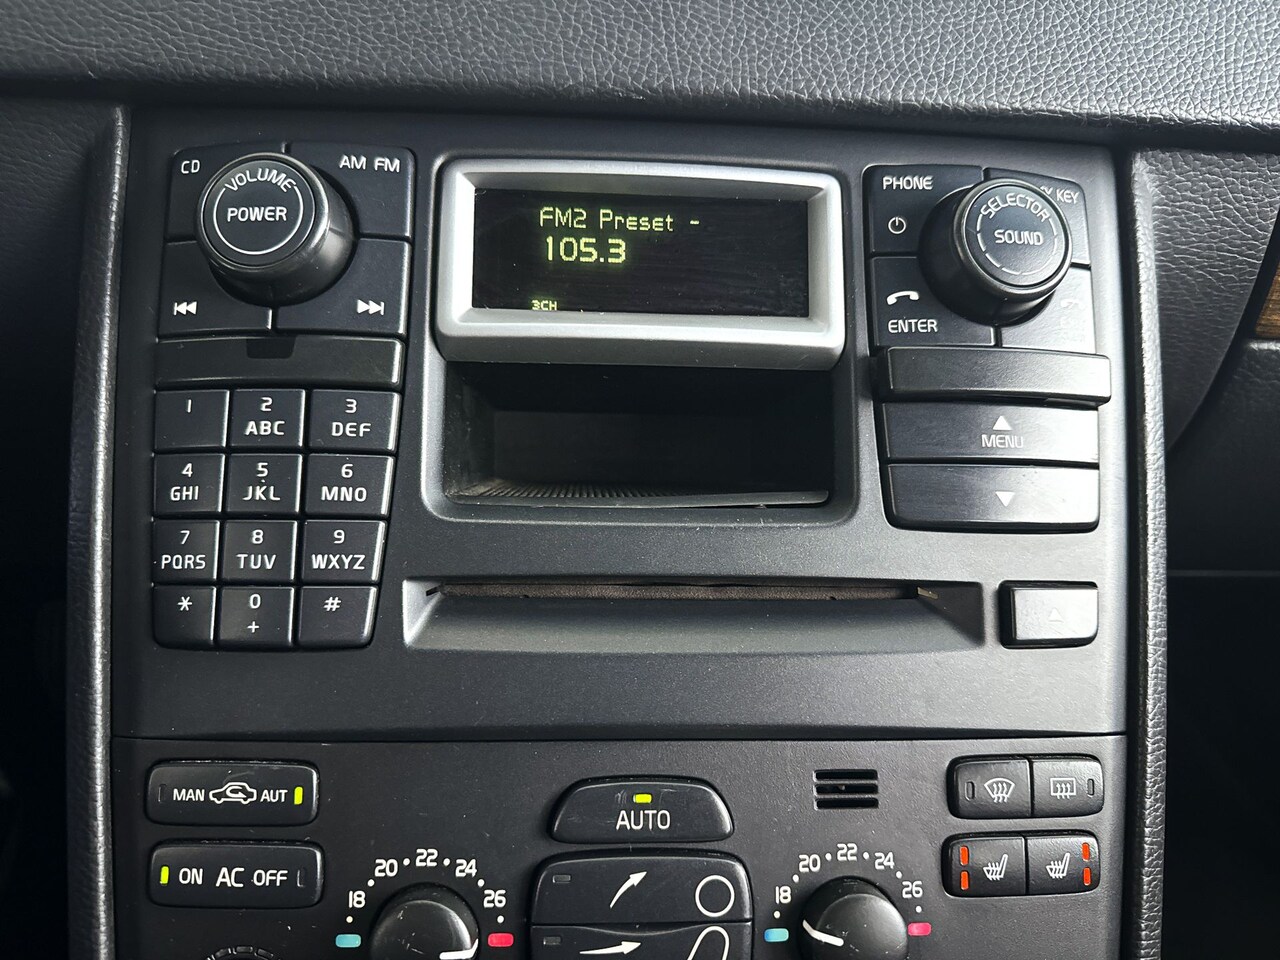 CD
VOLUME
POWER
AM FM
FM2 Preset -
105.3
3CH
PHONE
SELECTOR
SOUND
KEY
ENTER
MENU
1
2
ABC
3
DEF
4
GHI
5
JKL
6
MNO
7
PQRS
8
TUV
9
WXYZ
*
0
+
#
MAN AUT
AUTO
ON AC OFF
18 20 22 24 26
18 20 22 24 26